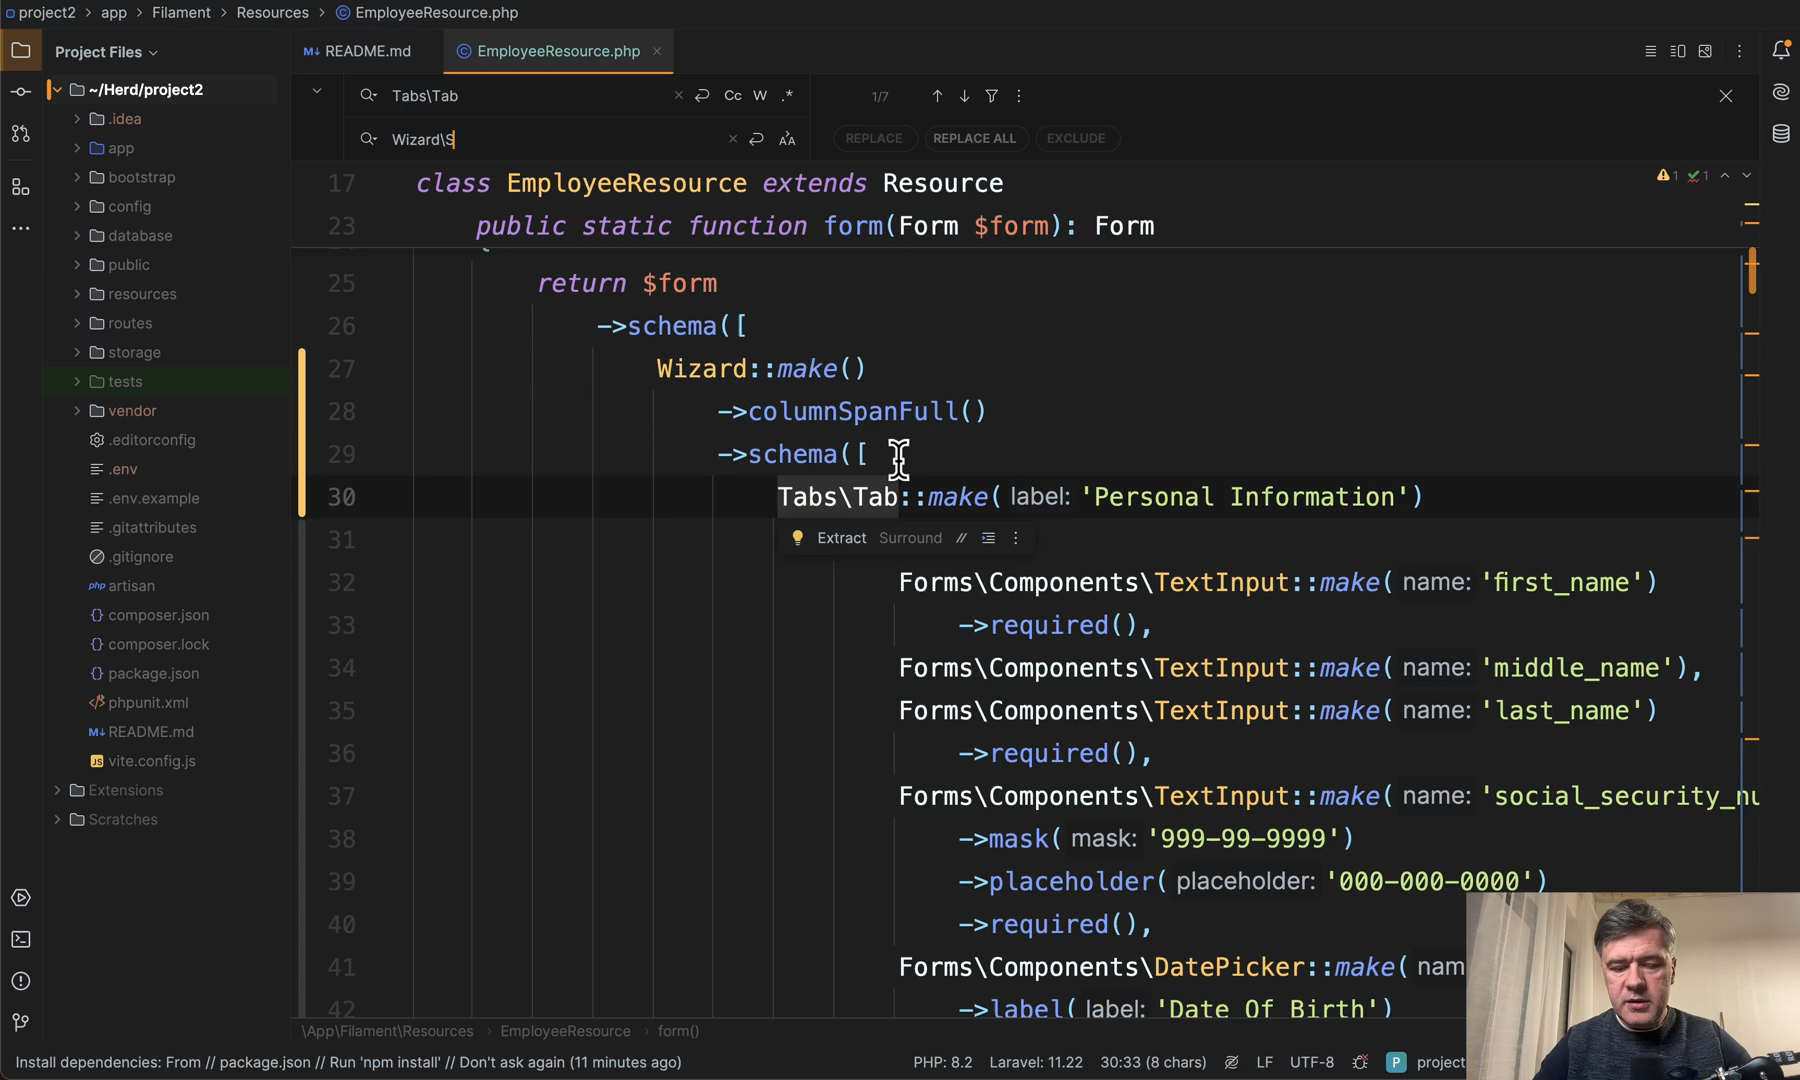 project2 > app > Filament > Resources > EmployeeResource.php
Project Files
README.md
EmployeeResource.php
~/Herd/project2
.idea
app
bootstrap
config
database
public
resources
routes
storage
tests
vendor
.editorconfig
.env
.env.example
.gitattributes
.gitignore
php artisan
composer.json
composer.lock
package.json
phpunit.xml
README.md
vite.config.js
Extensions
Scratches
Tabs\Tab
Cc W .*
1/7
Wizard\S
REPLACE
REPLACE ALL
EXCLUDE
17 class EmployeeResource extends Resource
1 1
23 public static function form(Form $form): Form
25 return $form
26 ->schema([
27 Wizard::make()
28 ->columnSpanFull()
29 ->schema([
30 Tabs\Tab::make( label: 'Personal Information')
31 Extract Surround //
32 Forms\Components\TextInput::make( name: 'first_name')
33 ->required(),
34 Forms\Components\TextInput::make( name: 'middle_name'),
35 Forms\Components\TextInput::make( name: 'last_name')
36 ->required(),
37 Forms\Components\TextInput::make( name: 'social_security_nu
38 ->mask( mask: '999-99-9999')
39 ->placeholder( placeholder: '000-000-0000')
40 ->required(),
41 Forms\Components\DatePicker::make( nam
42 ->label( label: 'Date Of Birth')
\App\Filament\Resources > EmployeeResource > form()
Install dependencies: From // package.json // Run 'npm install' // Don't ask again (11 minutes ago)
PHP: 8.2
Laravel: 11.22
30:33 (8 chars)
LF
UTF-8
P project